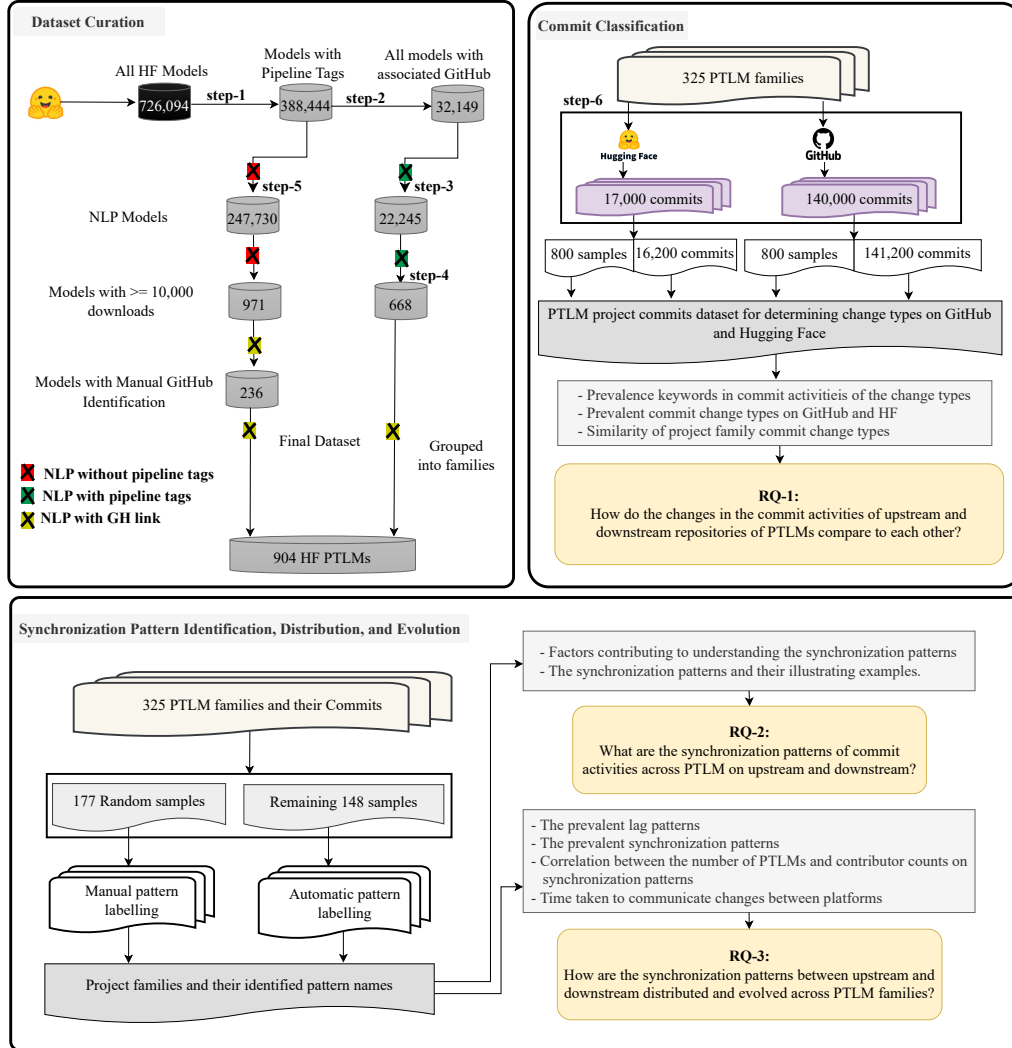 Dataset Curation
All HF Models
726,094
step-1
Models with
Pipeline Tags
388,444
step-2
All models with
associated GitHub
32,149
step-5
step-3
NLP Models
247,730
22,245
step-4
Models with >= 10,000
downloads
971
668
Models with Manual GitHub
Identification
236
Final Dataset
Grouped
into families
NLP without pipeline tags
NLP with pipeline tags
NLP with GH link
904 HF PTLMs
Commit Classification
325 PTLM families
step-6
Hugging Face
GitHub
17,000 commits
140,000 commits
800 samples
16,200 commits
800 samples
141,200 commits
PTLM project commits dataset for determining change types on GitHub
and Hugging Face
- Prevalence keywords in commit activitieis of the change types
- Prevalent commit change types on GitHub and HF
- Similarity of project family commit change types
RQ-1:
How do the changes in the commit activities of upstream and
downstream repositories of PTLMs compare to each other?
Synchronization Pattern Identification, Distribution, and Evolution
325 PTLM families and their Commits
177 Random samples
Remaining 148 samples
Manual pattern
labelling
Automatic pattern
labelling
Project families and their identified pattern names
- Factors contributing to understanding the synchronization patterns
- The synchronization patterns and their illustrating examples.
RQ-2:
What are the synchronization patterns of commit
activities across PTLM on upstream and downstream?
- The prevalent lag patterns
- The prevalent synchronization patterns
- Correlation between the number of PTLMs and contributor counts on
synchronization patterns
- Time taken to communicate changes between platforms
RQ-3:
How are the synchronization patterns between upstream and
downstream distributed and evolved across PTLM families?